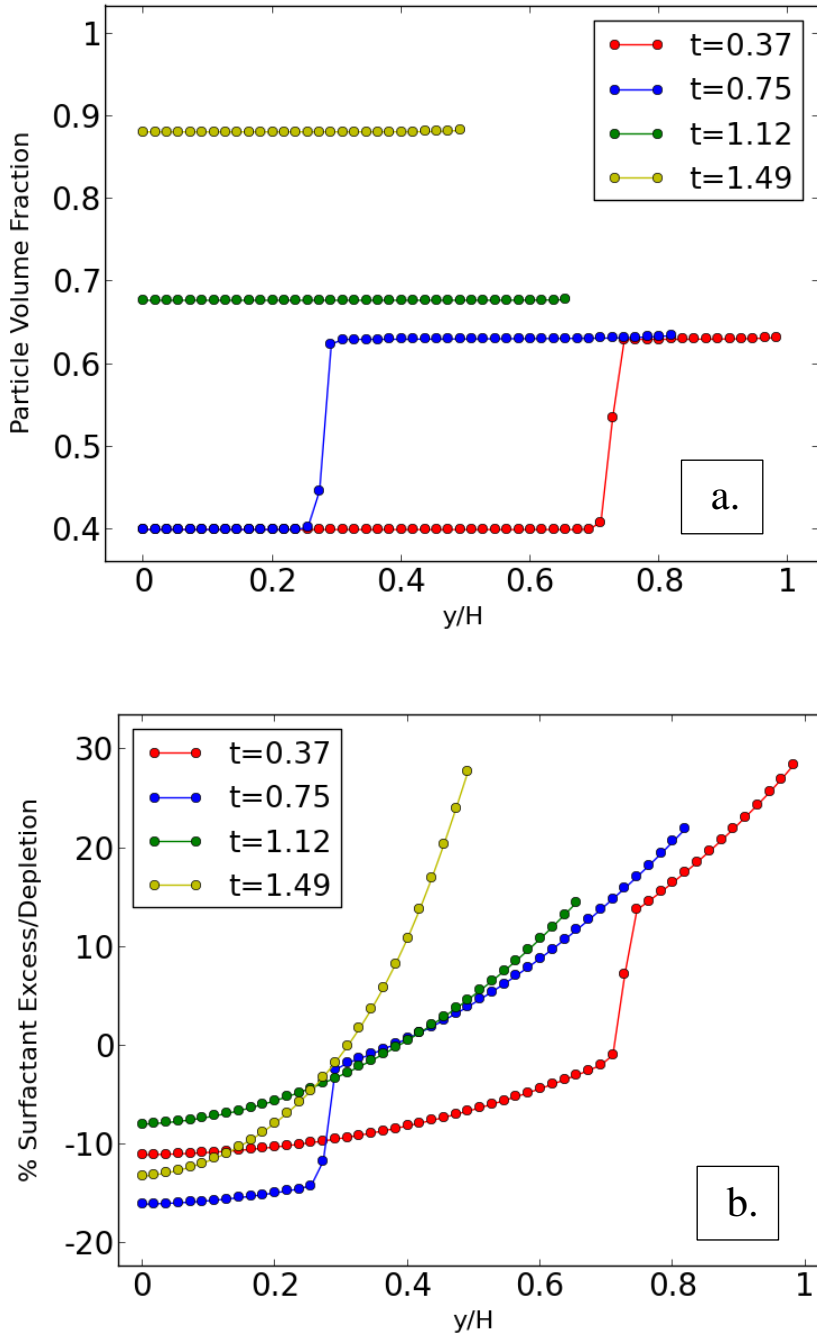 1
0.9
0.8
0.7
0.6
0.5
0.4
Particle Volume Fraction
t=0.37
t=0.75
t=1.12
t=1.49
a.
0 0.2 0.4 0.6 0.8 1
y/H
30
20
10
0
-10
-20
% Surfactant Excess/Depletion
t=0.37
t=0.75
t=1.12
t=1.49
b.
0 0.2 0.4 0.6 0.8 1
y/H